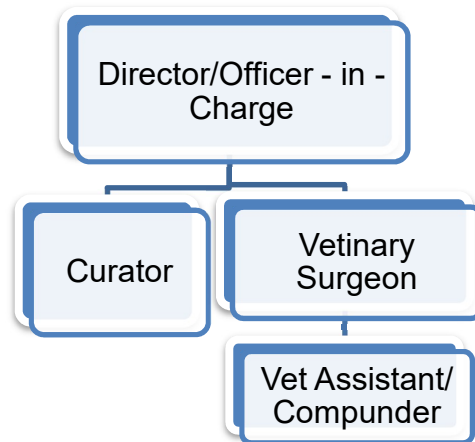 Director/Officer - in -
Charge
Curator
Vetinary
Surgeon
Vet Assistant/
Compunder